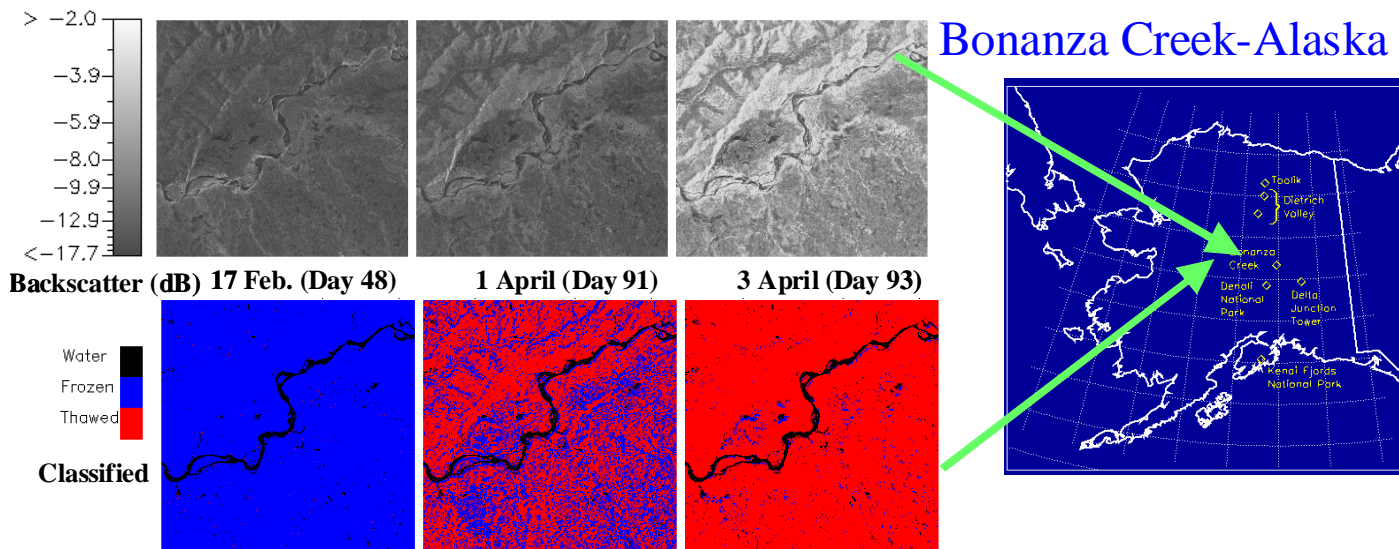 > -2.0
-3.9
-5.9
-8.0
-9.9
-12.9
<-17.7
Bonanza Creek-Alaska
Backscatter (dB) 17 Feb. (Day 48) 1 April (Day 91) 3 April (Day 93)
Water
Frozen
Thawed
Classified
Toolik
Dietrich
Valley
Bonanza
Creek
Denali
National
Park
Delta
Junction
Tower
Kenai Fjords
National Park